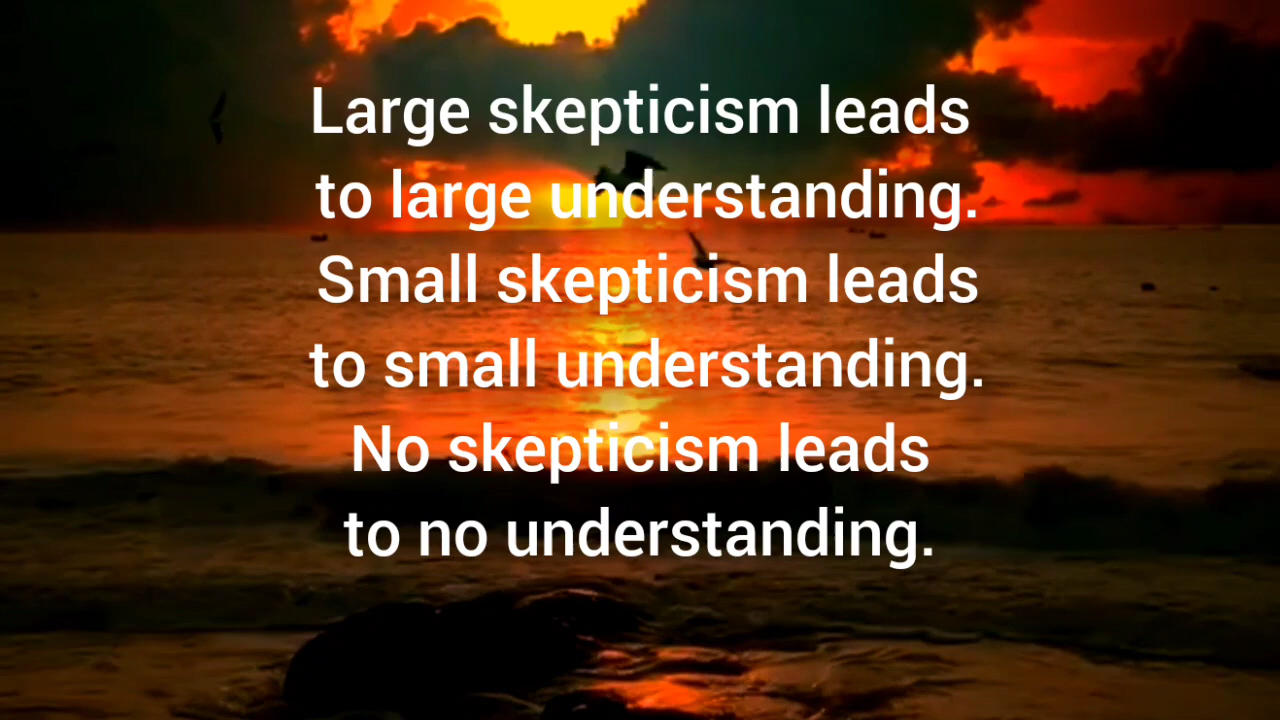 Large skepticism leads
to large understanding.
Small skepticism leads
to small understanding.
No skepticism leads
to no understanding.